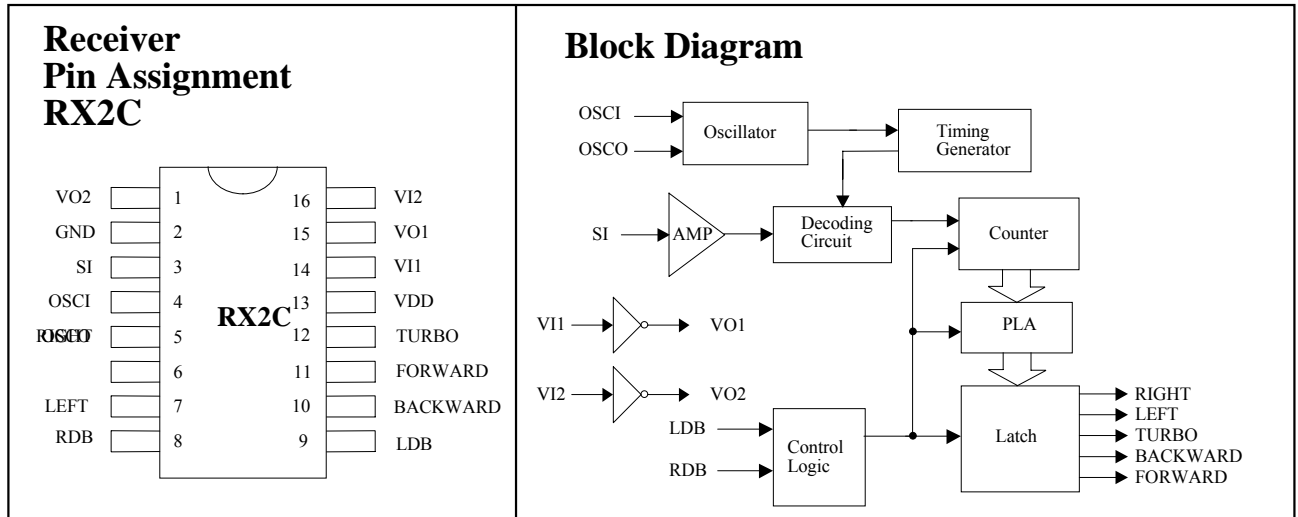 Receiver
Pin Assignment
RX2C
VO2 1
GND 2
SI 3
OSCI 4
RIGHT OSCO 5
6
LEFT 7
RDB 8
RX2C
16 VI2
15 VO1
14 VI1
13 VDD
12 TURBO
11 FORWARD
10 BACKWARD
9 LDB
Block Diagram
OSCI
OSCO
Oscillator
Timing
Generator
SI
AMP
Decoding
Circuit
Counter
VI1
VO1
PLA
VI2
VO2
LDB
RDB
Control
Logic
Latch
RIGHT
LEFT
TURBO
BACKWARD
FORWARD